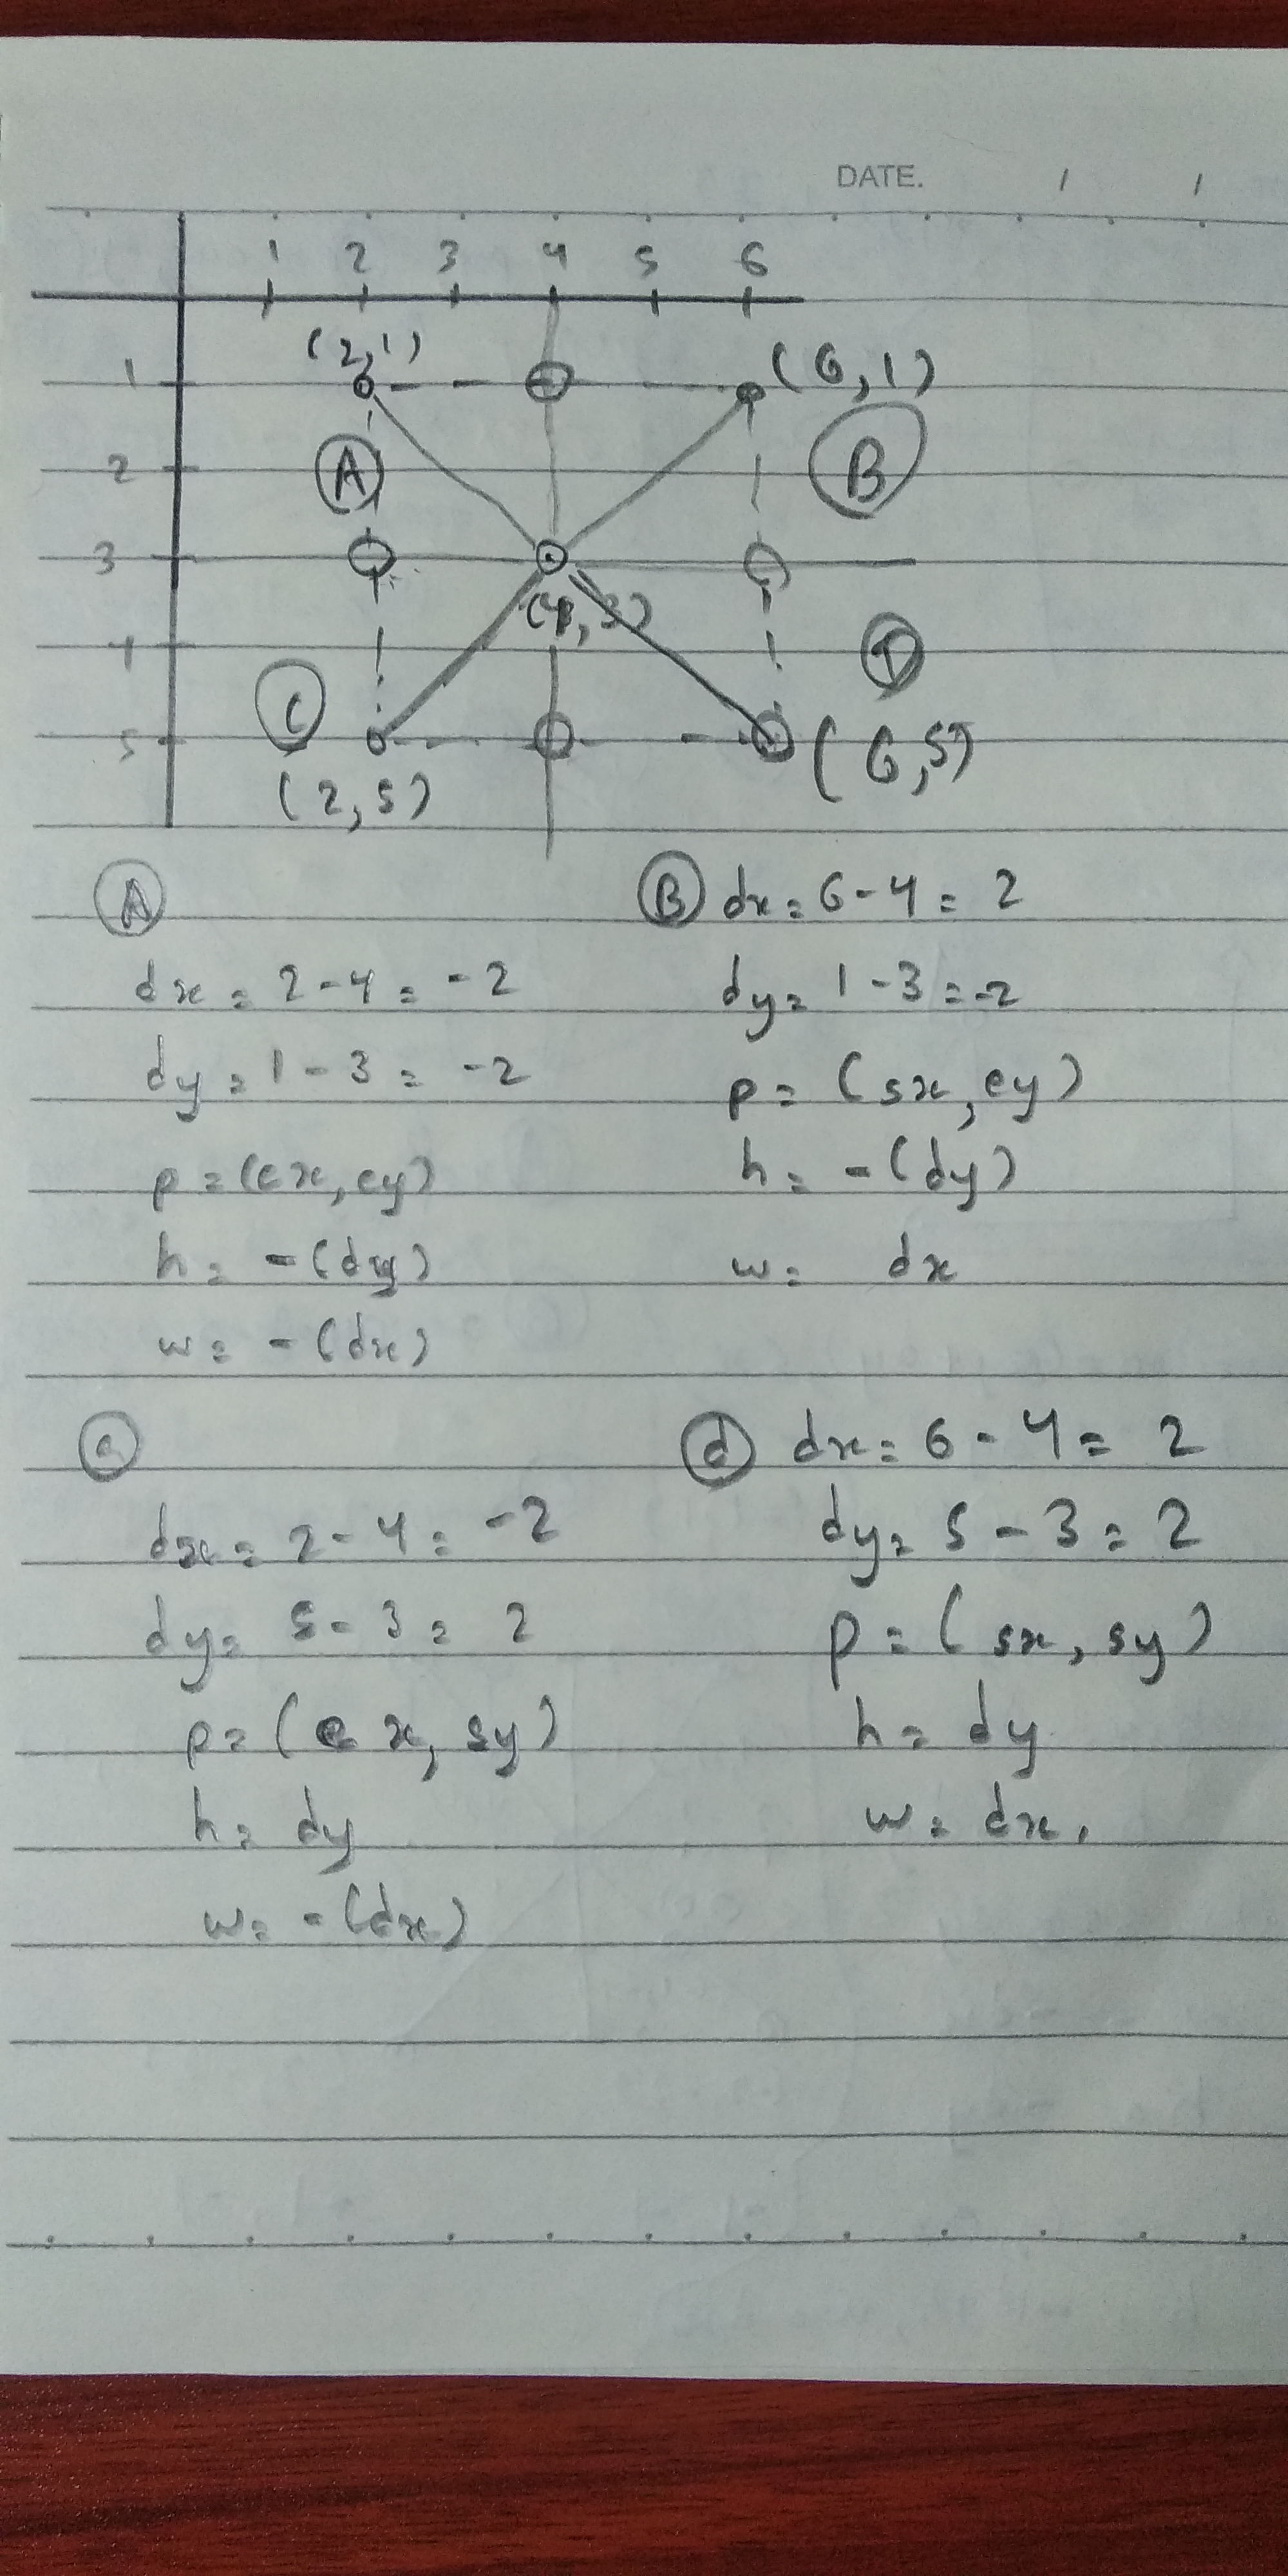 DATE. / /
1 2 3 4 5 6
(2,1)
1 (6,1)
2 A B
3
(4,3)
4 D
C
5 (6,5)
(2,5)
A
dx = 2-4 = -2
dy = 1-3 = -2
p = (ex, ey)
h = -(dy)
w = -(dx)
B dx = 6-4 = 2
dy = 1-3 = -2
p = (sx, ey)
h = -(dy)
w = dx
C
dx = 2-4 = -2
dy = 5-3 = 2
p = (ex, sy)
h = dy
w = -(dx)
d dx = 6-4 = 2
dy = 5-3 = 2
p = (sx, sy)
h = dy
w = dx,